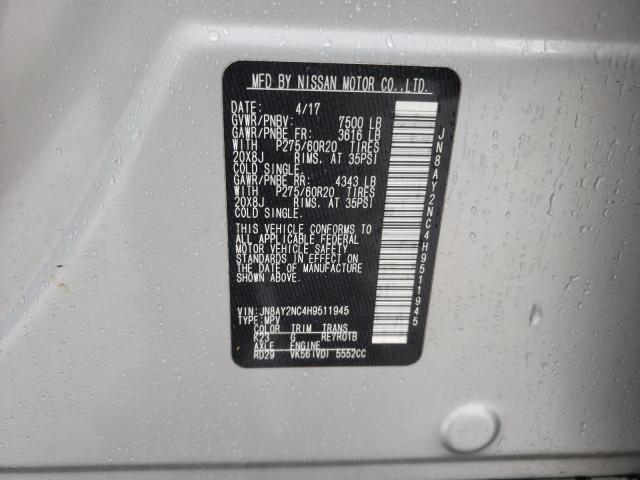 MFD BY NISSAN MOTOR CO.,LTD.
DATE: 4/17
GVWR/PNBV: 7500 LB
GAWR/PNBE FR: 3616 LB
WITH P275/60R20 TIRES
20X8J RIMS. AT 35PSI
COLD SINGLE.
GAWR/PNBE RR: 4343 LB
WITH P275/60R20 TIRES
20X8J RIMS. AT 35PSI
COLD SINGLE.
THIS VEHICLE CONFORMS TO
ALL APPLICABLE FEDERAL
MOTOR VEHICLE SAFETY
STANDARDS IN EFFECT ON
THE DATE OF MANUFACTURE
SHOWN ABOVE.
VIN: JN8AY2NC4H9511945
TYPE: MPV
COLOR TRIM TRANS
K23 G RE7R01B
AXLE ENGINE
RD29 VK56(VD) 5552CC
JN8AY2NC4H9511945